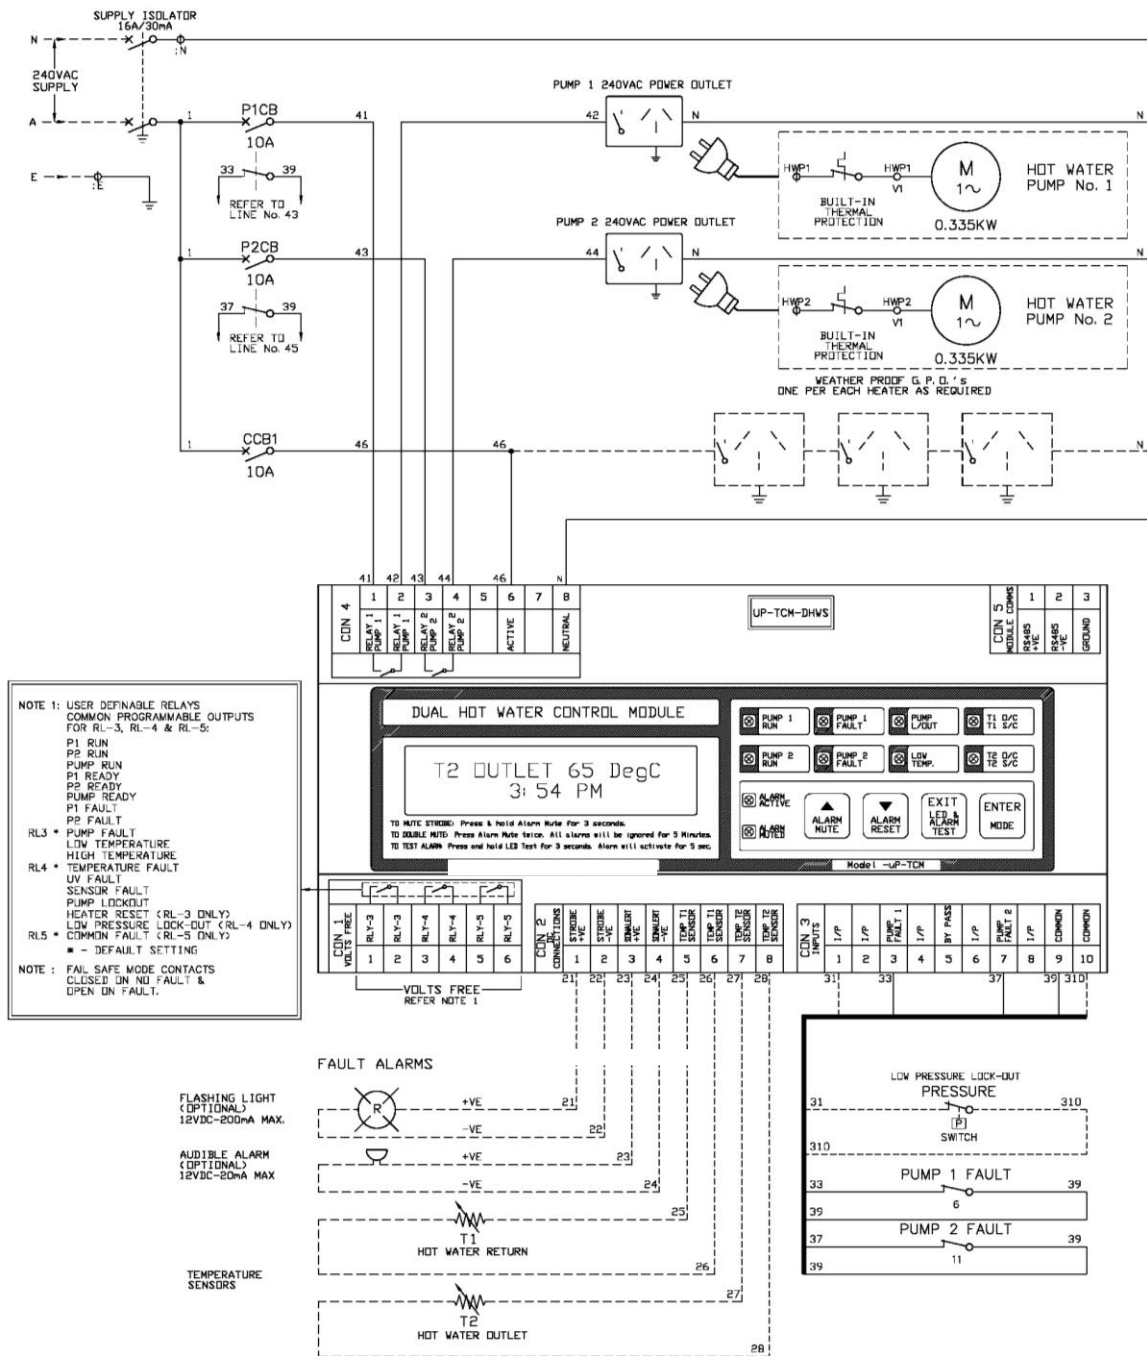 SUPPLY ISOLATOR
16A/30mA
N
:N
240VAC
SUPPLY
A
1
P1CB
41
10A
33
39
REFER TO
LINE No. 43
E
:E
1
P2CB
43
10A
37
39
REFER TO
LINE No. 45
1
CCB1
46
46
10A
PUMP 1 240VAC POWER OUTLET
42
N
HWP1
HWP1
V1
BUILT-IN
THERMAL
PROTECTION
M
1~
0.335KW
HOT WATER
PUMP No. 1
PUMP 2 240VAC POWER OUTLET
44
N
HWP2
HWP2
V1
BUILT-IN
THERMAL
PROTECTION
M
1~
0.335KW
HOT WATER
PUMP No. 2
WEATHER PROOF G.P.O.'s
ONE PER EACH HEATER AS REQUIRED
N
41
42
43
44
46
N
CON 4
1
2
3
4
5
6
7
8
RELAY 1
PUMP 1
RELAY 1
PUMP 1
RELAY 2
PUMP 2
RELAY 2
PUMP 2
ACTIVE
NEUTRAL
UP-TCM-DHWS
CON 5
MODULE COMMS
1
2
3
RS485
+VE
RS485
-VE
GROUND
DUAL HOT WATER CONTROL MODULE
T2 OUTLET 65 DegC
3:54 PM
TO MUTE STROBE: Press & hold Alarm Mute for 3 seconds.
TO DOUBLE MUTE: Press Alarm Mute twice. All alarms will be ignored for 5 Minutes.
TO TEST ALARM: Press and hold LED Test for 3 seconds. Alarm will activate for 5 sec.
PUMP 1
RUN
PUMP 1
FAULT
PUMP
L/OUT
T1 O/C
T1 S/C
PUMP 2
RUN
PUMP 2
FAULT
LOW
TEMP.
T2 O/C
T2 S/C
ALARM
ACTIVE
ALARM
MUTED
ALARM
MUTE
ALARM
RESET
EXIT
LED &
ALARM
TEST
ENTER
MODE
Model -uP-TCM
NOTE 1: USER DEFINABLE RELAYS
COMMON PROGRAMMABLE OUTPUTS
FOR RL-3, RL-4 & RL-5:
P1 RUN
P2 RUN
PUMP RUN
P1 READY
P2 READY
PUMP READY
P1 FAULT
P2 FAULT
RL3 * PUMP FAULT
LOW TEMPERATURE
HIGH TEMPERATURE
RL4 * TEMPERATURE FAULT
UV FAULT
SENSOR FAULT
PUMP LOCKOUT
HEATER RESET (RL-3 ONLY)
LOW PRESSURE LOCK-OUT (RL-4 ONLY)
RL5 * COMMON FAULT (RL-5 ONLY)
* - DEFAULT SETTING
NOTE : FAIL SAFE MODE CONTACTS
CLOSED ON NO FAULT &
OPEN ON FAULT.
CON 1
VOLTS FREE
RLY-3
RLY-3
RLY-4
RLY-4
RLY-5
RLY-5
1
2
3
4
5
6
VOLTS FREE
REFER NOTE 1
CON 2
DC
CONNECTIONS
STROBE
+VE
STROBE
-VE
SONALERT
+VE
SONALERT
-VE
TEMP T1
SENSOR
TEMP T1
SENSOR
TEMP T2
SENSOR
TEMP T2
SENSOR
1
2
3
4
5
6
7
8
21
22
23
24
25
26
27
28
CON 3
INPUTS
I/P
I/P
PUMP
FAULT 1
I/P
BY PASS
I/P
PUMP
FAULT 2
I/P
COMMON
COMMON
1
2
3
4
5
6
7
8
9
10
31
33
37
39
310
FAULT ALARMS
FLASHING LIGHT
(OPTIONAL)
12VDC-200mA MAX.
R
+VE
21
-VE
22
AUDIBLE ALARM
(OPTIONAL)
12VDC-20mA MAX
+VE
23
-VE
24
25
T1
HOT WATER RETURN
26
TEMPERATURE
SENSORS
27
T2
HOT WATER OUTLET
28
LOW PRESSURE LOCK-OUT
PRESSURE
31
310
P
SWITCH
310
PUMP 1 FAULT
33
39
6
39
PUMP 2 FAULT
37
39
11
39